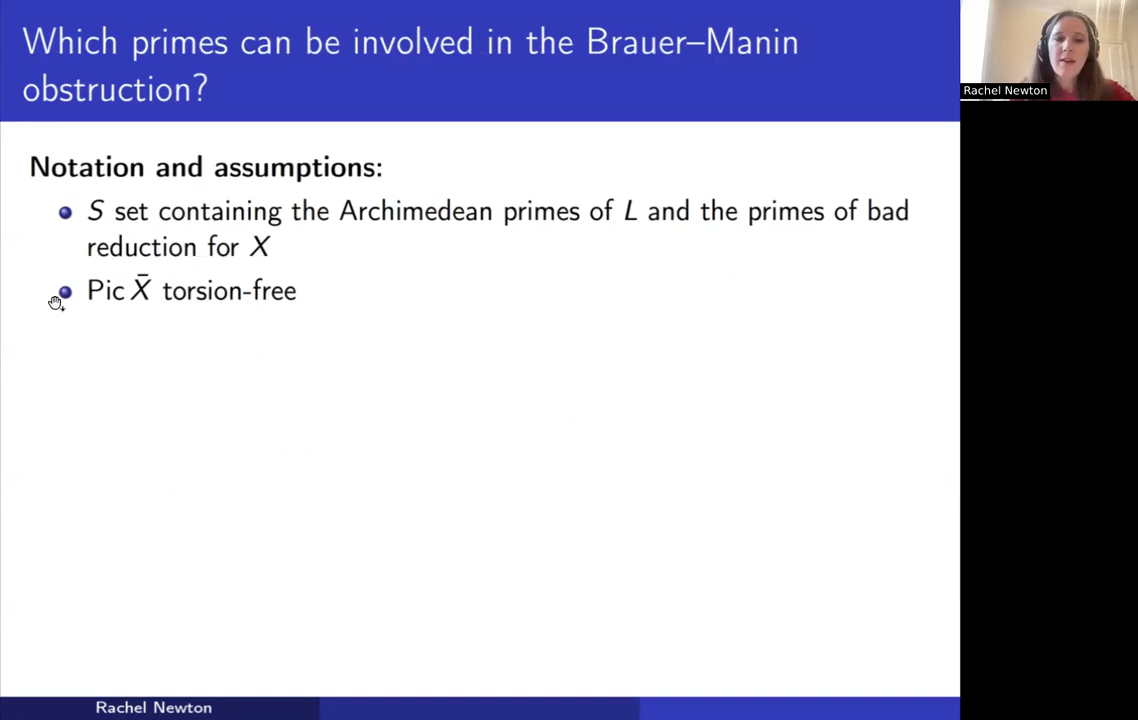 Which primes can be involved in the Brauer–Manin
obstruction?
Rachel Newton
Notation and assumptions:
S set containing the Archimedean primes of L and the primes of bad
reduction for X
Pic X̄ torsion-free
Rachel Newton